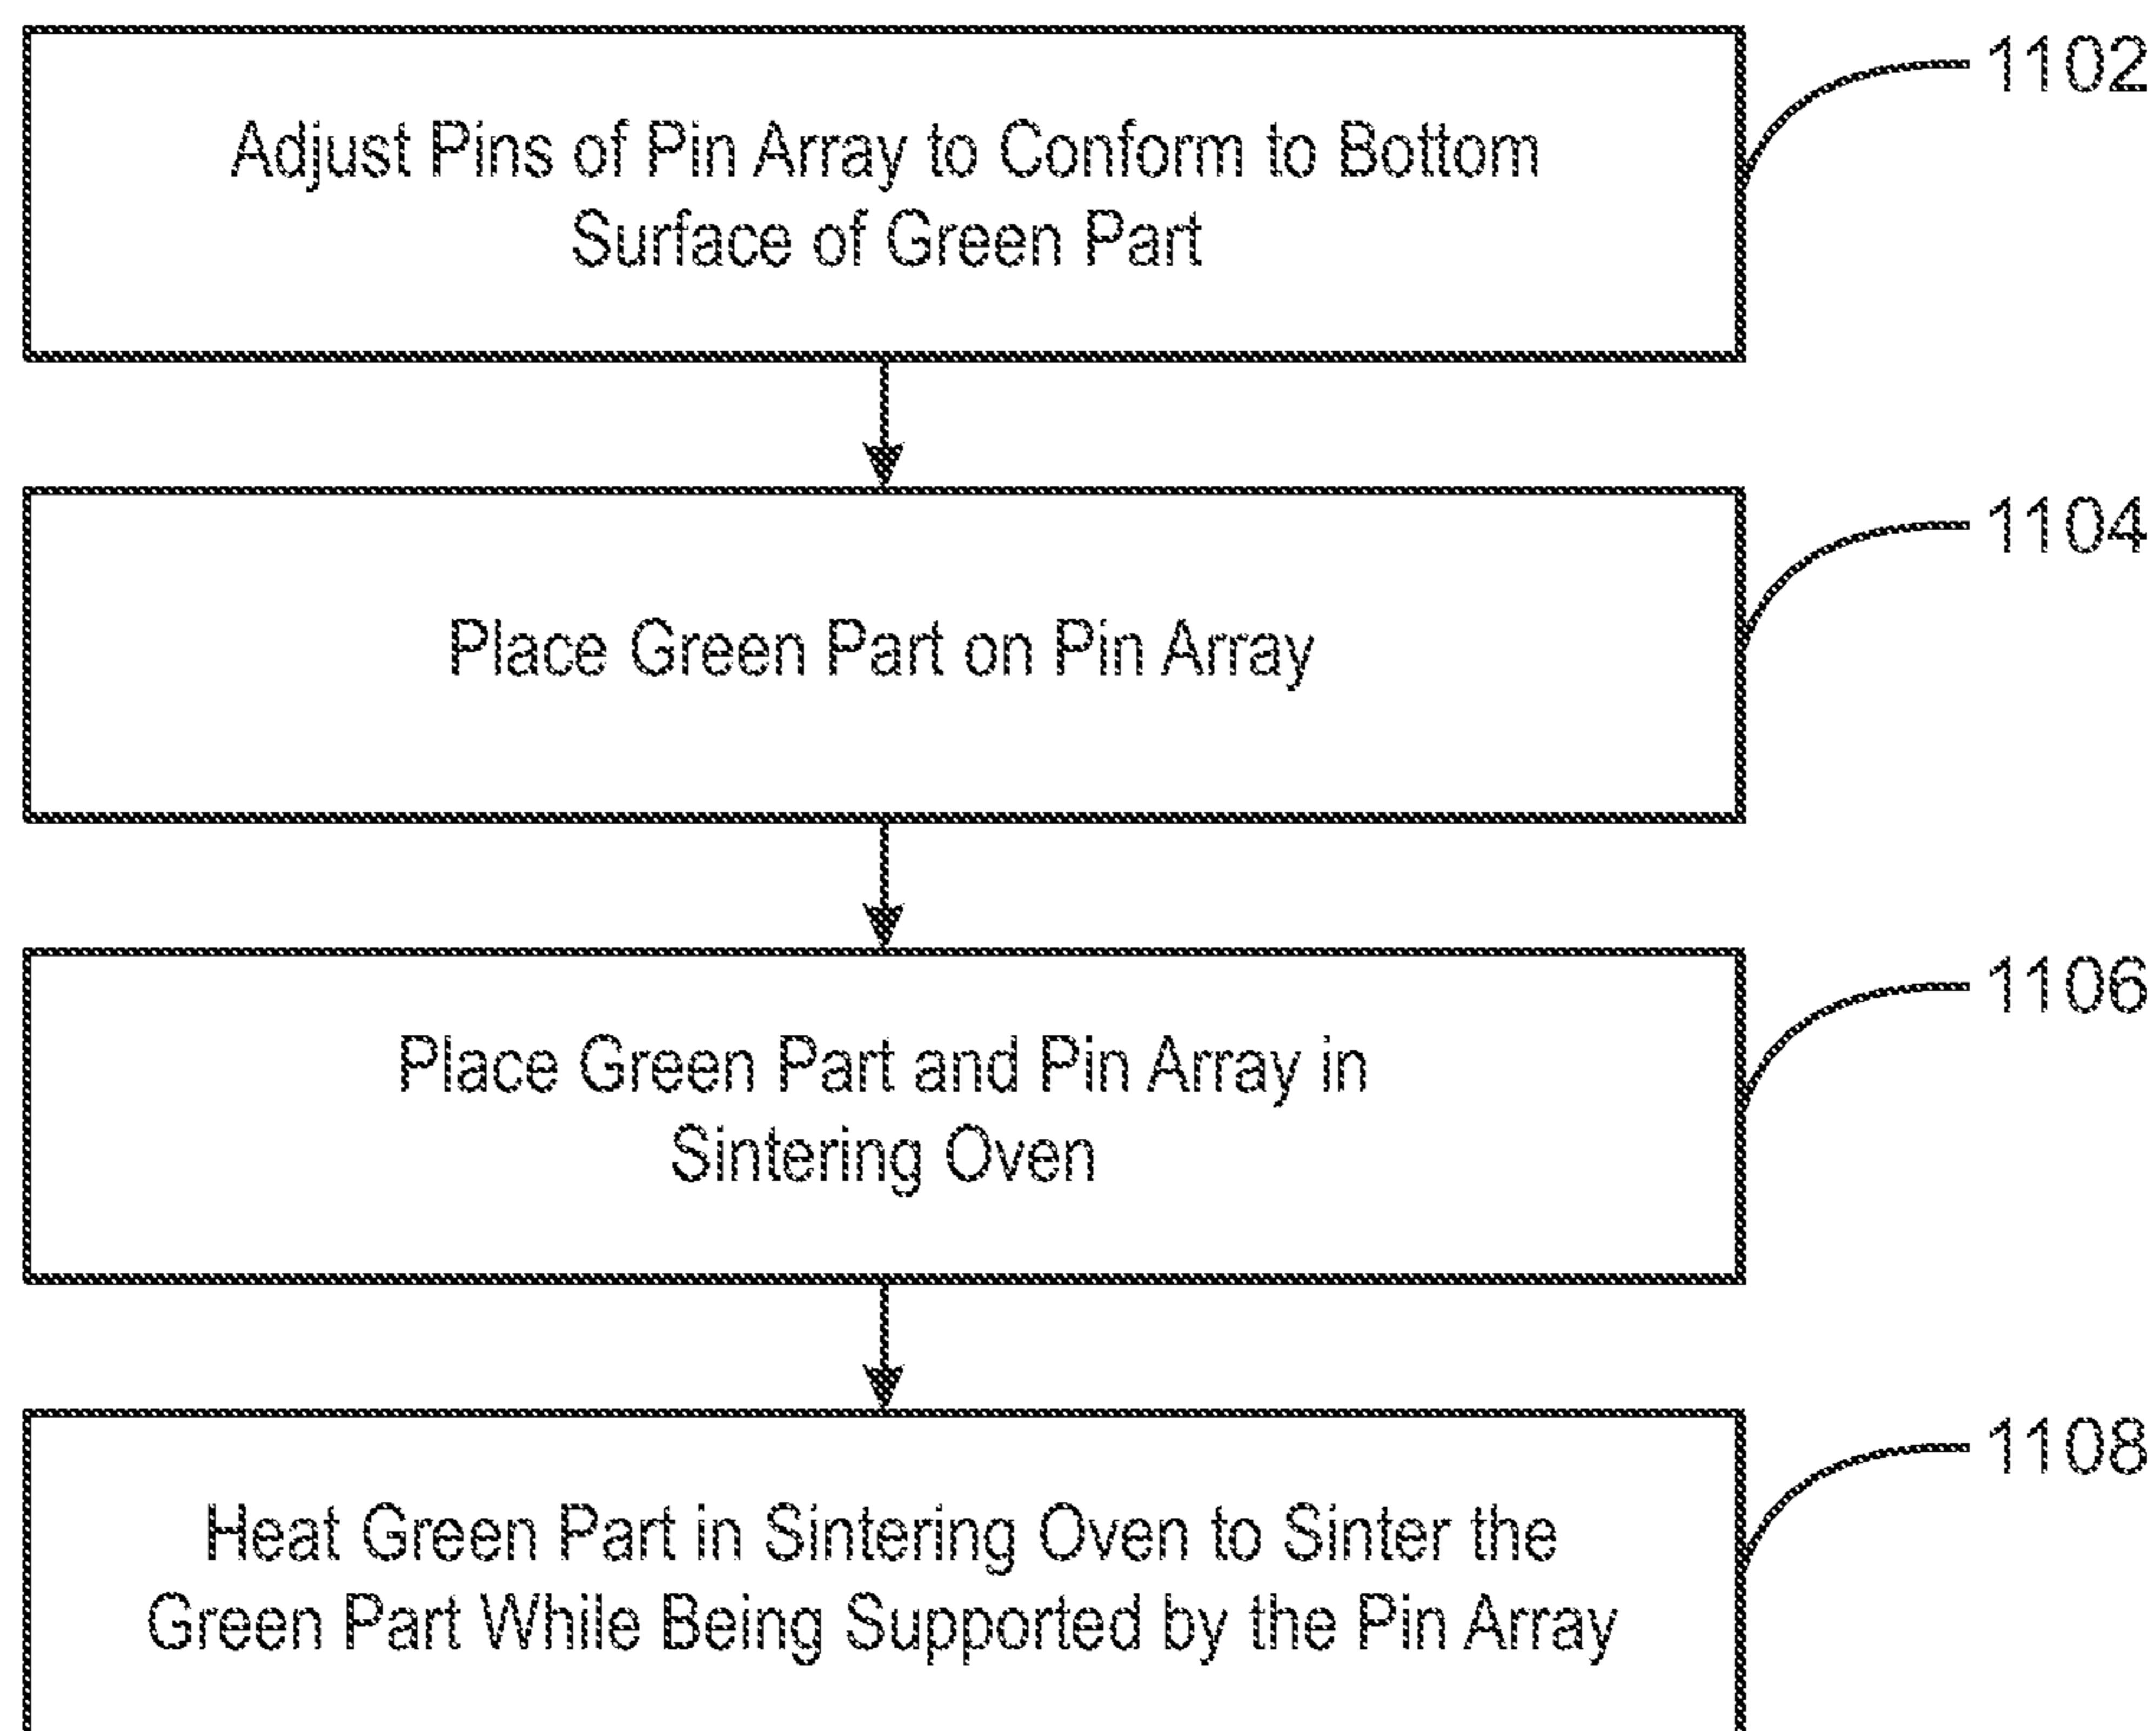 1102
Adjust Pins of Pin Array to Conform to Bottom
Surface of Green Part
1104
Place Green Part on Pin Array
1106
Place Green Part and Pin Array in
Sintering Oven
1108
Heat Green Part in Sintering Oven to Sinter the
Green Part While Being Supported by the Pin Array